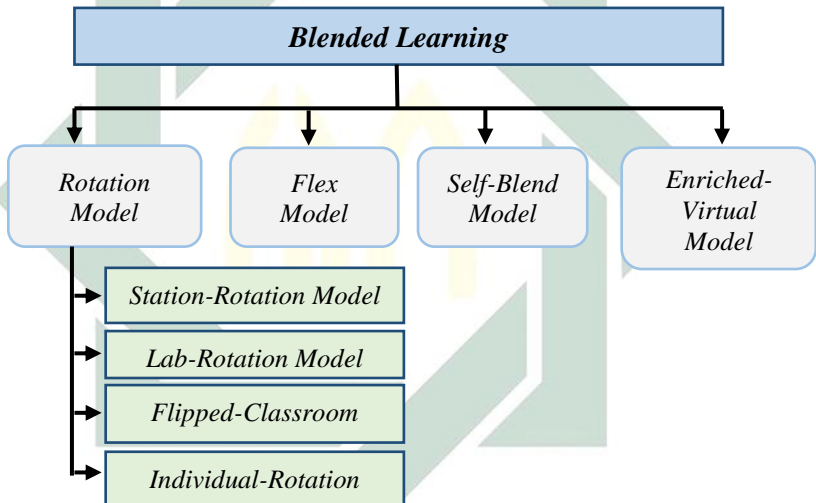 Blended Learning
Rotation
Model
Flex
Model
Self-Blend
Model
Enriched-
Virtual
Model
Station-Rotation Model
Lab-Rotation Model
Flipped-Classroom
Individual-Rotation